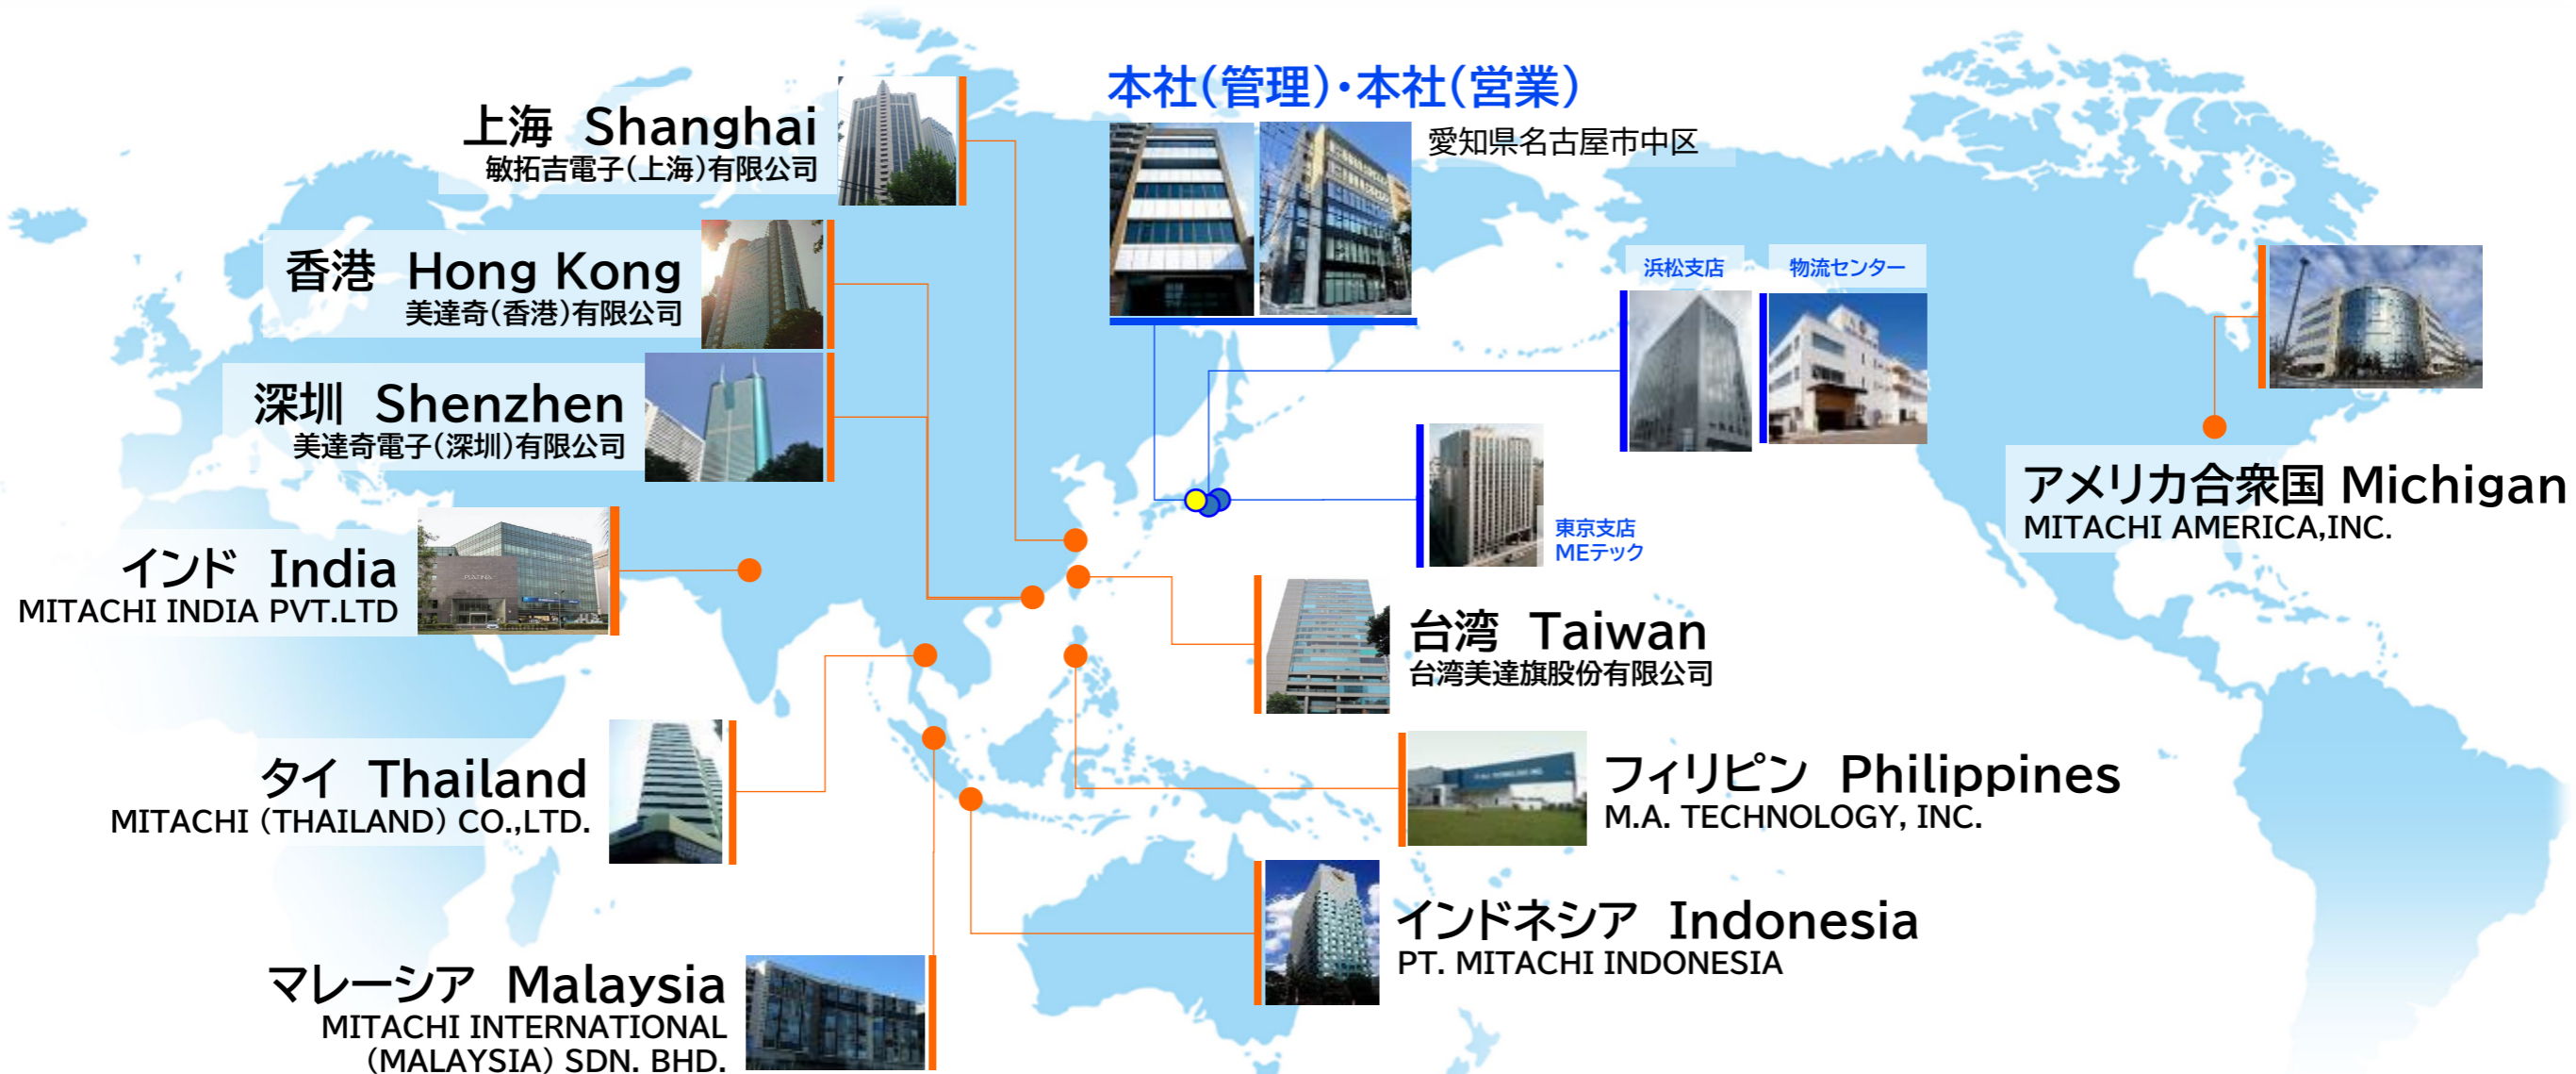 本社(管理)・本社(営業)
愛知県名古屋市中区
上海 Shanghai
敏拓吉電子(上海)有限公司
香港 Hong Kong
美達奇(香港)有限公司
深圳 Shenzhen
美達奇電子(深圳)有限公司
浜松支店
物流センター
アメリカ合衆国 Michigan
MITACHI AMERICA,INC.
東京支店
MEテック
インド India
MITACHI INDIA PVT.LTD
台湾 Taiwan
台湾美達旗股份有限公司
タイ Thailand
MITACHI (THAILAND) CO.,LTD.
フィリピン Philippines
M.A. TECHNOLOGY, INC.
インドネシア Indonesia
PT. MITACHI INDONESIA
マレーシア Malaysia
MITACHI INTERNATIONAL
(MALAYSIA) SDN. BHD.